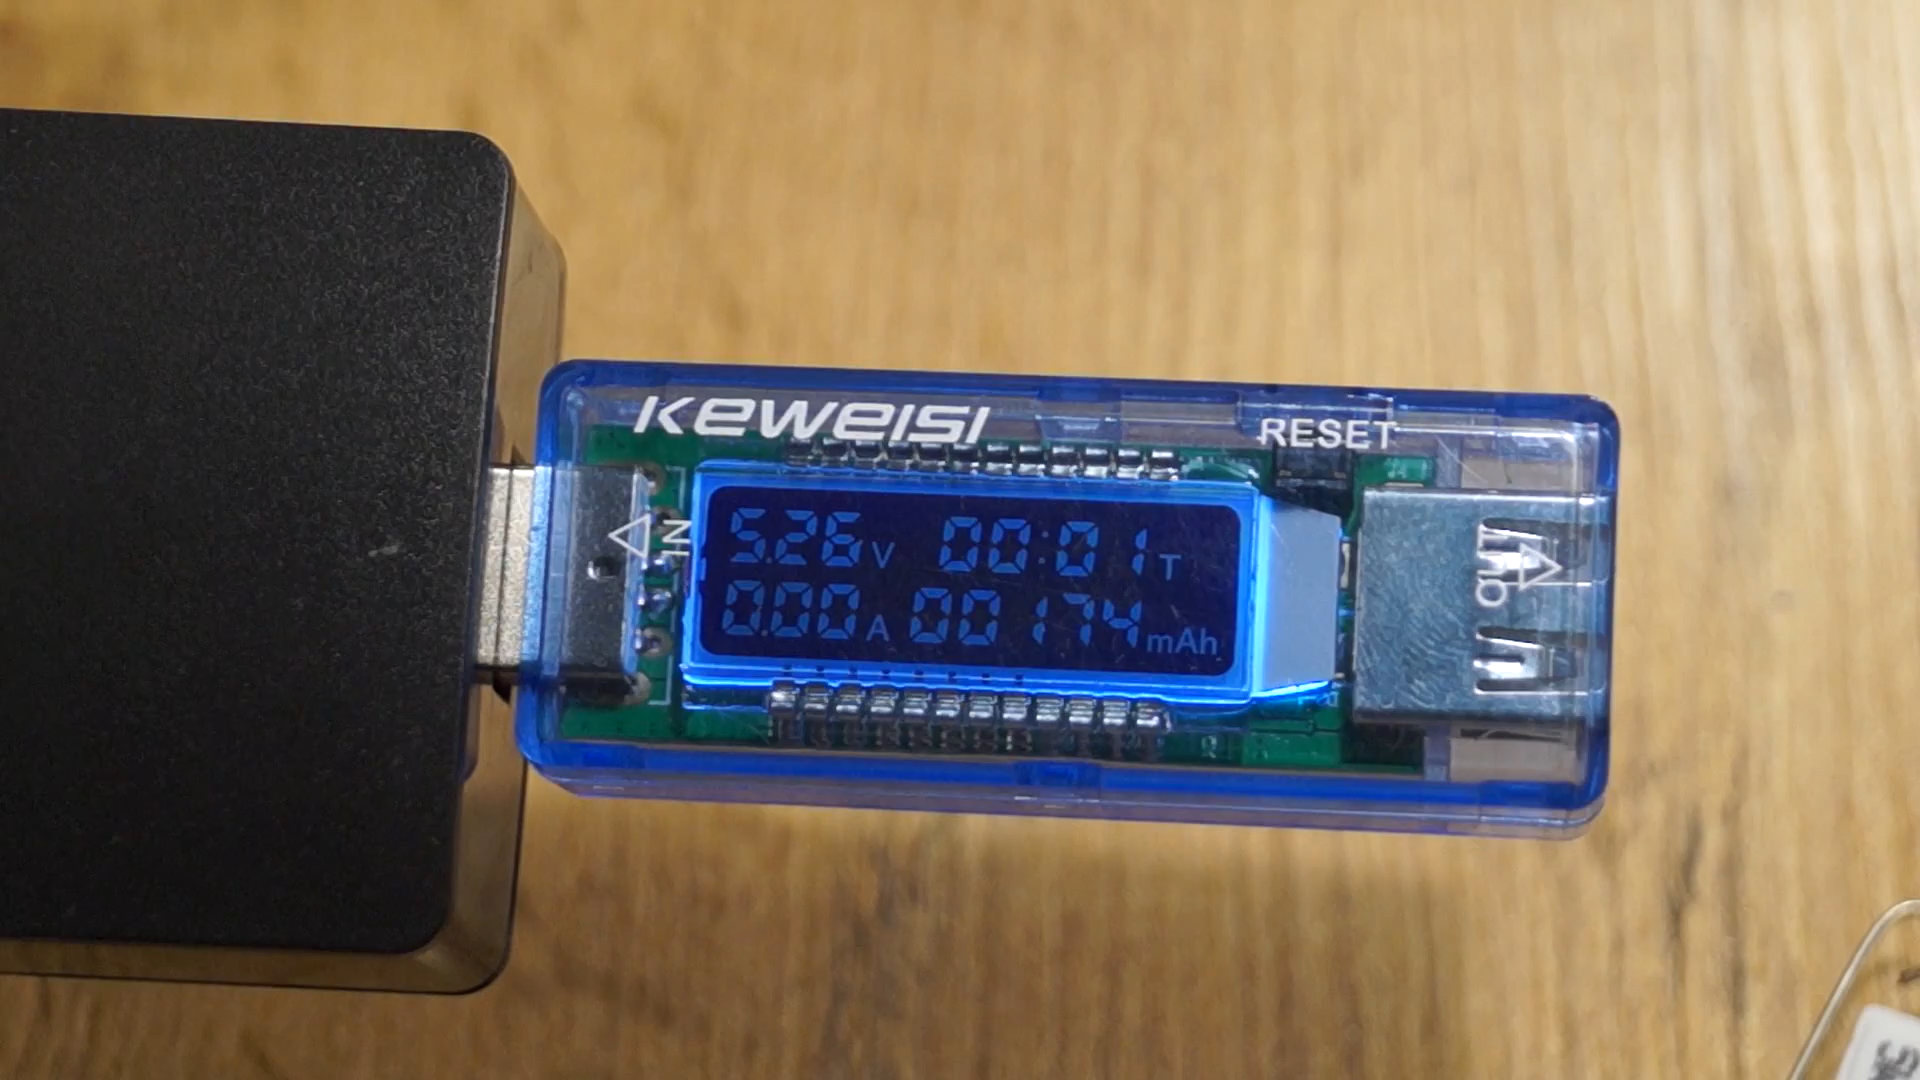 KEWEISI
RESET
IN
5.26V 00:01T
0.00A 00174mAh
OUT